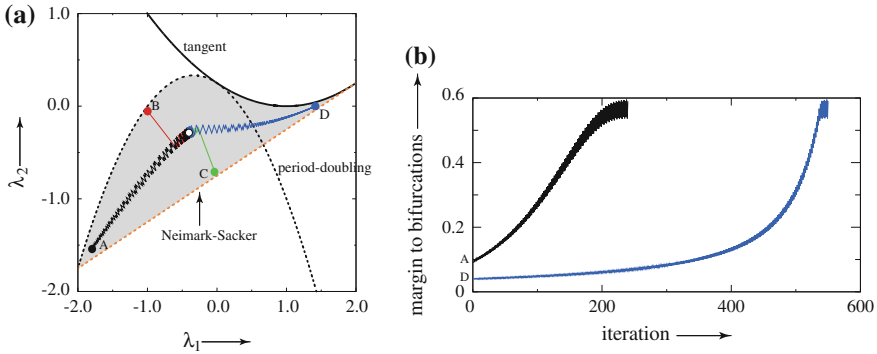 (a)
1.0
0.0
-1.0
-2.0
λ2
tangent
B
D
C
A
period-doubling
Neimark-Sacker
-2.0 -1.0 0.0 1.0 2.0
λ1
(b)
margin to bifurcations
0.6
0.4
0.2
A
D
0
0 200 400 600
iteration